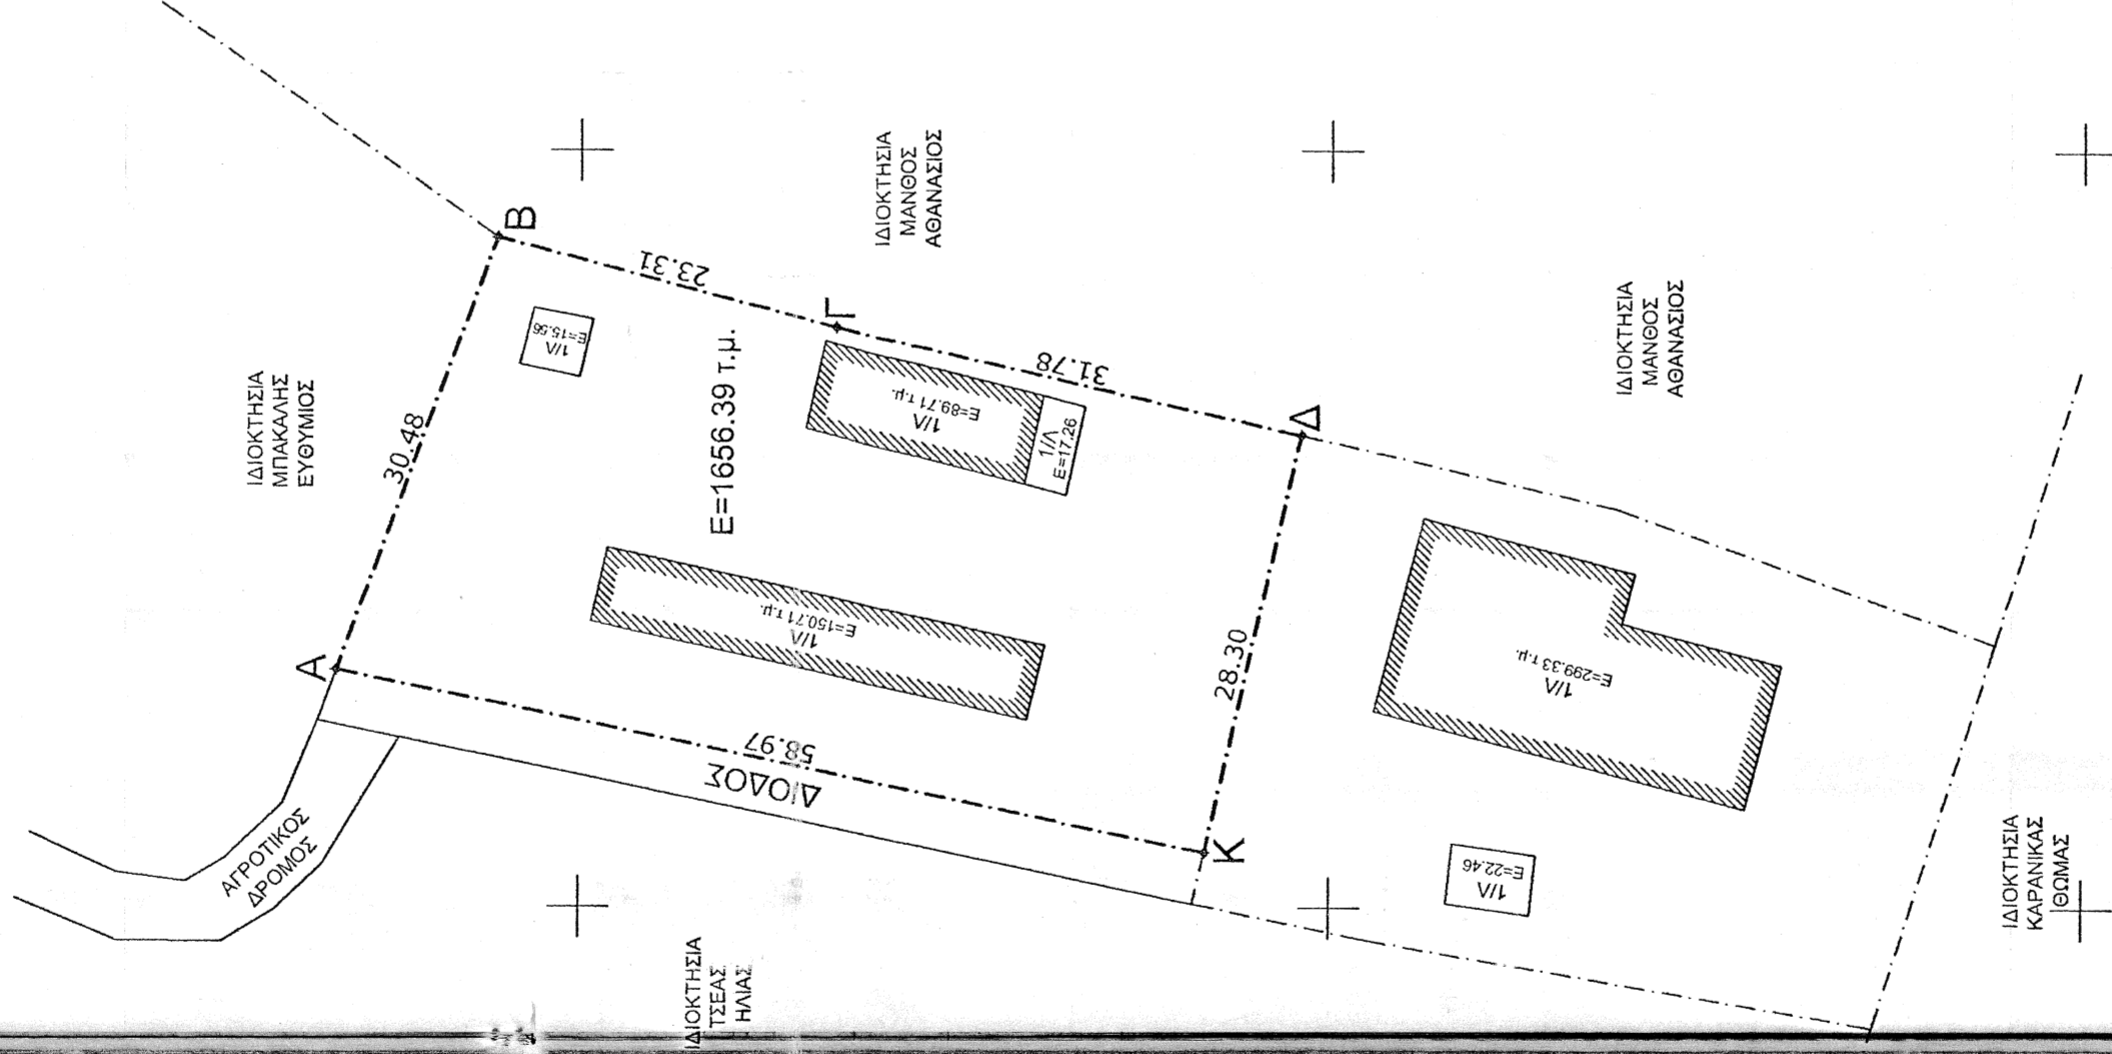 ΙΔΙΟΚΤΗΣΙΑ
ΜΠΑΚΑΛΗΣ
ΕΥΘΥΜΙΟΣ
Α
30.48
Β
23.31
Γ
31.78
Δ
28.30
Κ
58.97
ΔΙΟΔΟΣ
ΑΓΡΟΤΙΚΟΣ
ΔΡΟΜΟΣ
Ε=1656.39 τ.μ.
1/Λ
Ε=15.56
1/Λ
Ε=89.71 τ.μ.
1/Λ
Ε=17.26
1/Λ
Ε=150.71 τ.μ.
1/Λ
Ε=299.33 τ.μ.
1/Λ
Ε=22.46
ΙΔΙΟΚΤΗΣΙΑ
ΜΑΝΘΟΣ
ΑΘΑΝΑΣΙΟΣ
ΙΔΙΟΚΤΗΣΙΑ
ΜΑΝΘΟΣ
ΑΘΑΝΑΣΙΟΣ
ΙΔΙΟΚΤΗΣΙΑ
ΤΣΕΑΣ
ΗΛΙΑΣ
ΙΔΙΟΚΤΗΣΙΑ
ΚΑΡΑΝΙΚΑΣ
ΘΩΜΑΣ